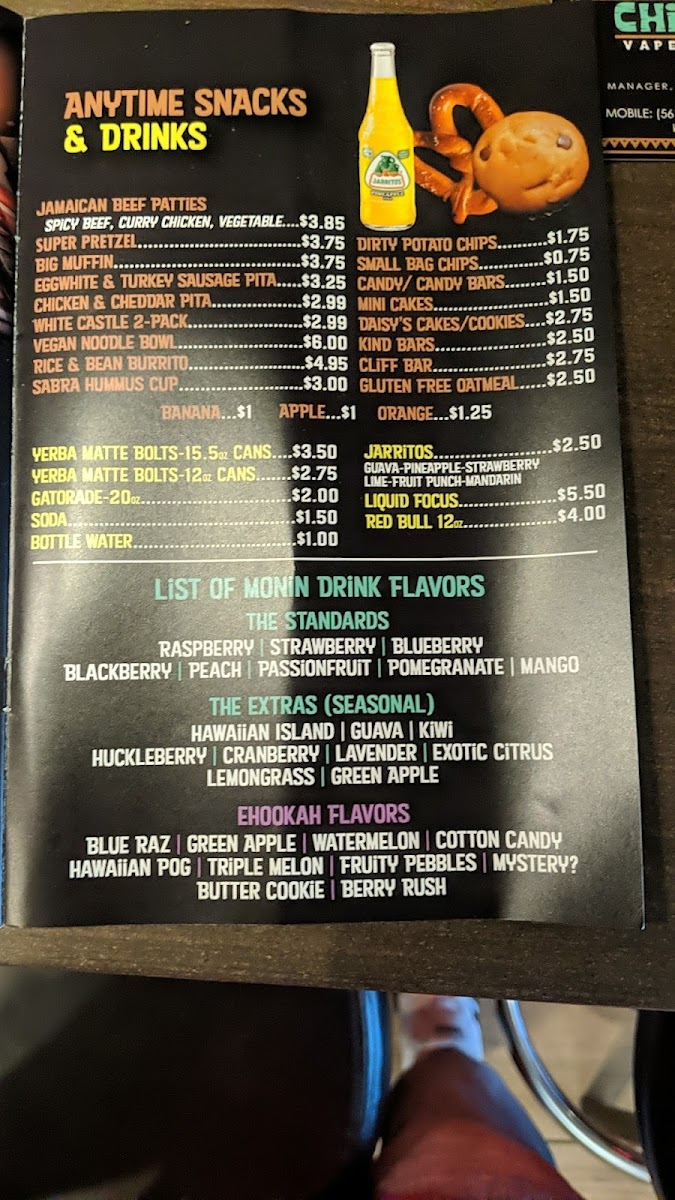 ANYTIME SNACKS
& DRINKS
JARRITOS
PINEAPPLE
JAMAICAN BEEF PATTIES
SPICY BEEF, CURRY CHICKEN, VEGETABLE....$3.85
SUPER PRETZEL....$3.75
BIG MUFFIN....$3.75
EGGWHITE & TURKEY SAUSAGE PITA....$3.25
CHICKEN & CHEDDAR PITA....$2.99
WHITE CASTLE 2-PACK....$2.99
VEGAN NOODLE BOWL....$6.00
RICE & BEAN BURRITO....$4.95
SABRA HUMMUS CUP....$3.00
DIRTY POTATO CHIPS....$1.75
SMALL BAG CHIPS....$0.75
CANDY/ CANDY BARS....$1.50
MINI CAKES....$1.50
DAISY'S CAKES/COOKIES....$2.75
KIND BARS....$2.50
CLIFF BAR....$2.75
GLUTEN FREE OATMEAL....$2.50
BANANA...$1 APPLE...$1 ORANGE...$1.25
YERBA MATTE BOLTS-15.5oz CANS....$3.50
YERBA MATTE BOLTS-12oz CANS....$2.75
GATORADE-20oz....$2.00
SODA....$1.50
BOTTLE WATER....$1.00
JARRITOS....$2.50
GUAVA-PINEAPPLE-STRAWBERRY
LIME-FRUIT PUNCH-MANDARIN
LIQUID FOCUS....$5.50
RED BULL 12oz....$4.00
LIST OF MONIN DRINK FLAVORS
THE STANDARDS
RASPBERRY | STRAWBERRY | BLUEBERRY
BLACKBERRY | PEACH | PASSIONFRUIT | POMEGRANATE | MANGO
THE EXTRAS (SEASONAL)
HAWAIIAN ISLAND | GUAVA | KIWI
HUCKLEBERRY | CRANBERRY | LAVENDER | EXOTIC CITRUS
LEMONGRASS | GREEN APPLE
EHOOKAH FLAVORS
BLUE RAZ | GREEN APPLE | WATERMELON | COTTON CANDY
HAWAIIAN POG | TRIPLE MELON | FRUITY PEBBLES | MYSTERY?
BUTTER COOKIE | BERRY RUSH
VAPE
MANAGER,
MOBILE: (56